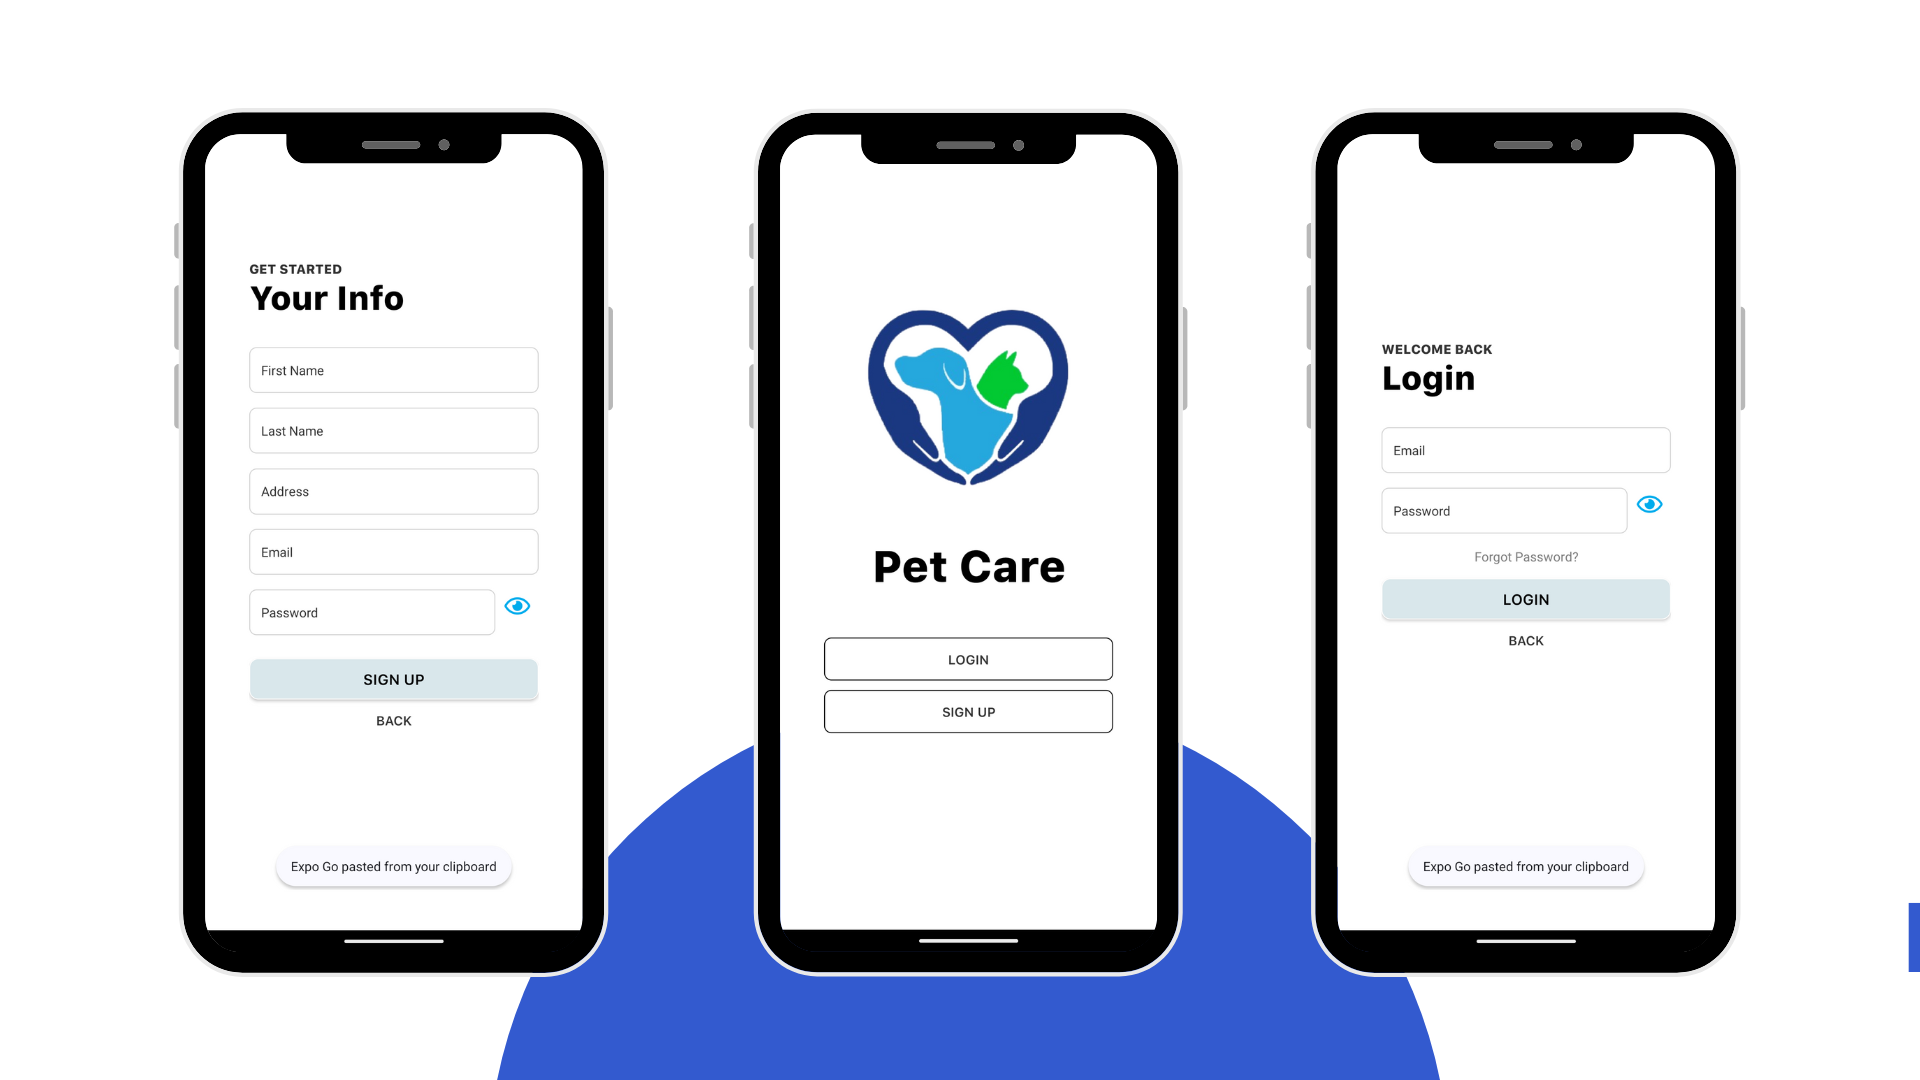 GET STARTED
Your Info
First Name
Last Name
Address
Email
Password
SIGN UP
BACK
Expo Go pasted from your clipboard
Pet Care
LOGIN
SIGN UP
WELCOME BACK
Login
Email
Password
Forgot Password?
LOGIN
BACK
Expo Go pasted from your clipboard